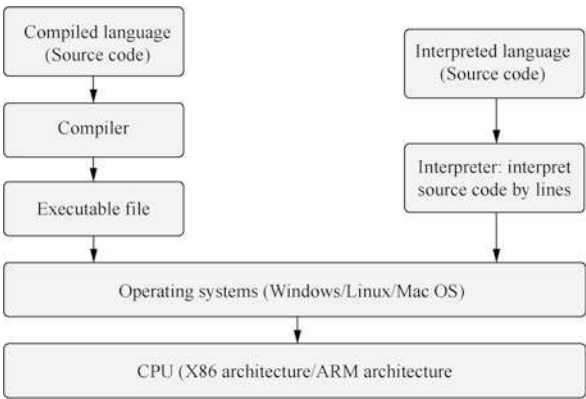 Compiled language
(Source code)
Compiler
Executable file
Interpreted language
(Source code)
Interpreter: interpret
source code by lines
Operating systems (Windows/Linux/Mac OS)
CPU (X86 architecture/ARM architecture